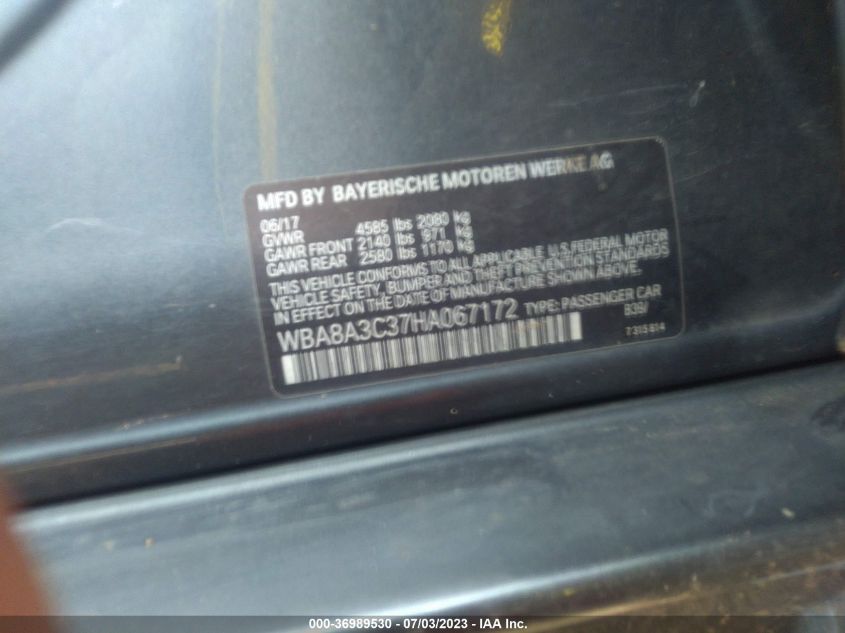 MFD BY BAYERISCHE MOTOREN WERKE AG
06/17
GVWR 4585 lbs 2080 kg
GAWR FRONT 2140 lbs 971 kg
GAWR REAR 2580 lbs 1170 kg
THIS VEHICLE CONFORMS TO ALL APPLICABLE U.S. FEDERAL MOTOR
VEHICLE SAFETY, BUMPER AND THEFT PREVENTION STANDARDS
IN EFFECT ON THE DATE OF MANUFACTURE SHOWN ABOVE.
WBA8A3C37HA067172 TYPE: PASSENGER CAR
B39/
7 315 814
000-36989530 - 07/03/2023 - IAA Inc.